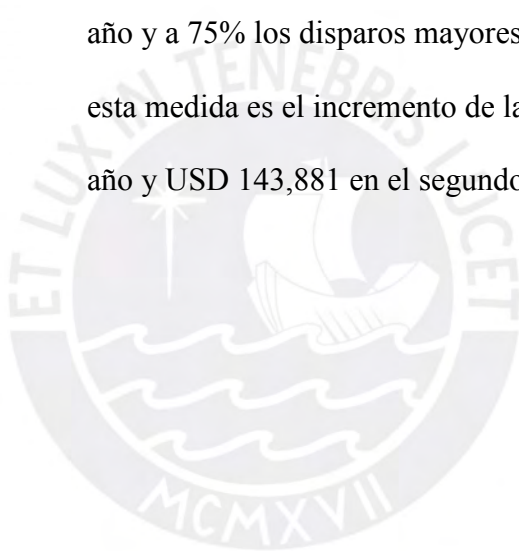 año y a 75% los disparos mayores
esta medida es el incremento de la
año y USD 143,881 en el segundo
ET LUX IN TENEBRIS LUCET
MCMXVII